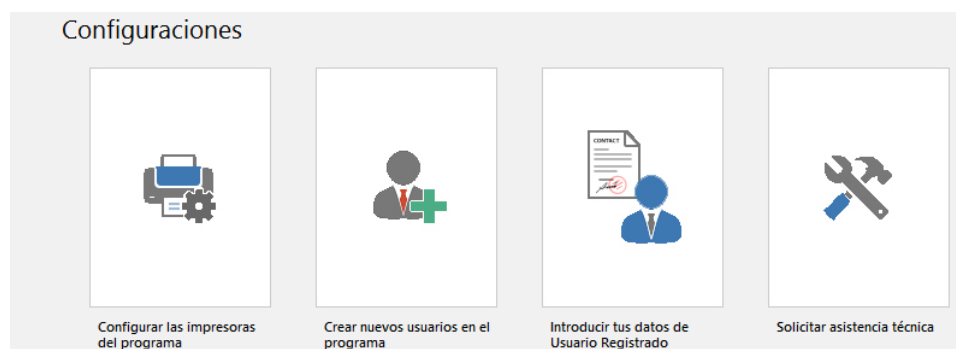 Configuraciones
CONTRACT
Configurar las impresoras
del programa
Crear nuevos usuarios en el
programa
Introducir tus datos de
Usuario Registrado
Solicitar asistencia técnica